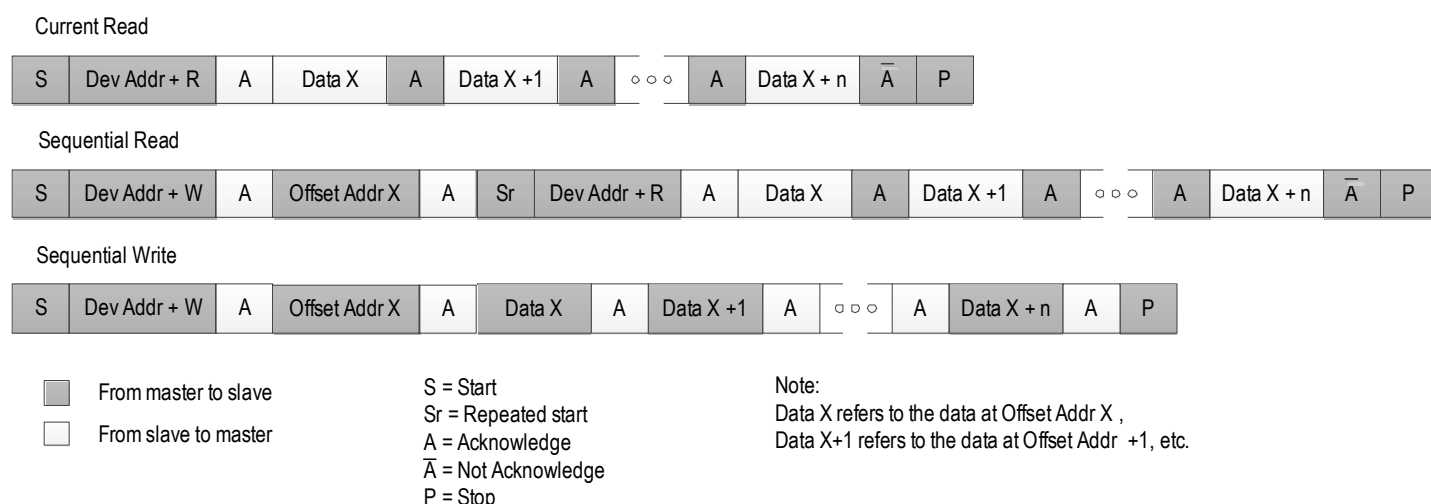 Current Read
S Dev Addr + R A Data X A Data X +1 A A Data X + n A̅ P
Sequential Read
S Dev Addr + W A Offset Addr X A Sr Dev Addr + R A Data X A Data X +1 A A Data X + n A̅ P
Sequential Write
S Dev Addr + W A Offset Addr X A Data X A Data X +1 A A Data X + n A P
From master to slave
From slave to master
S = Start
Sr = Repeated start
A = Acknowledge
A̅ = Not Acknowledge
P = Stop
Note:
Data X refers to the data at Offset Addr X ,
Data X+1 refers to the data at Offset Addr +1, etc.